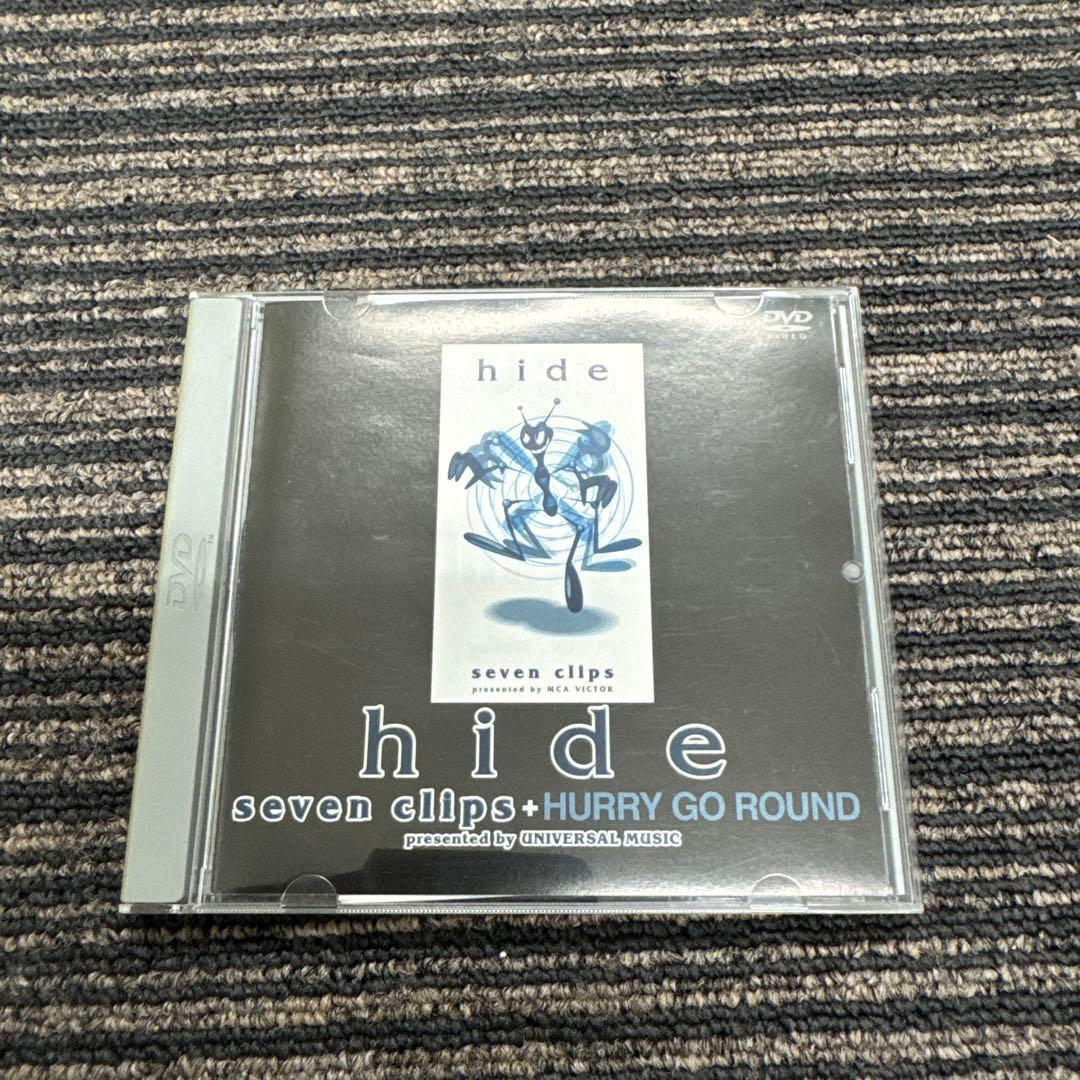 DVD
VIDEO
hide
seven clips
presented by MCA VICTOR
DVD™
hide
seven clips+HURRY GO ROUND
presented by UNIVERSAL MUSIC